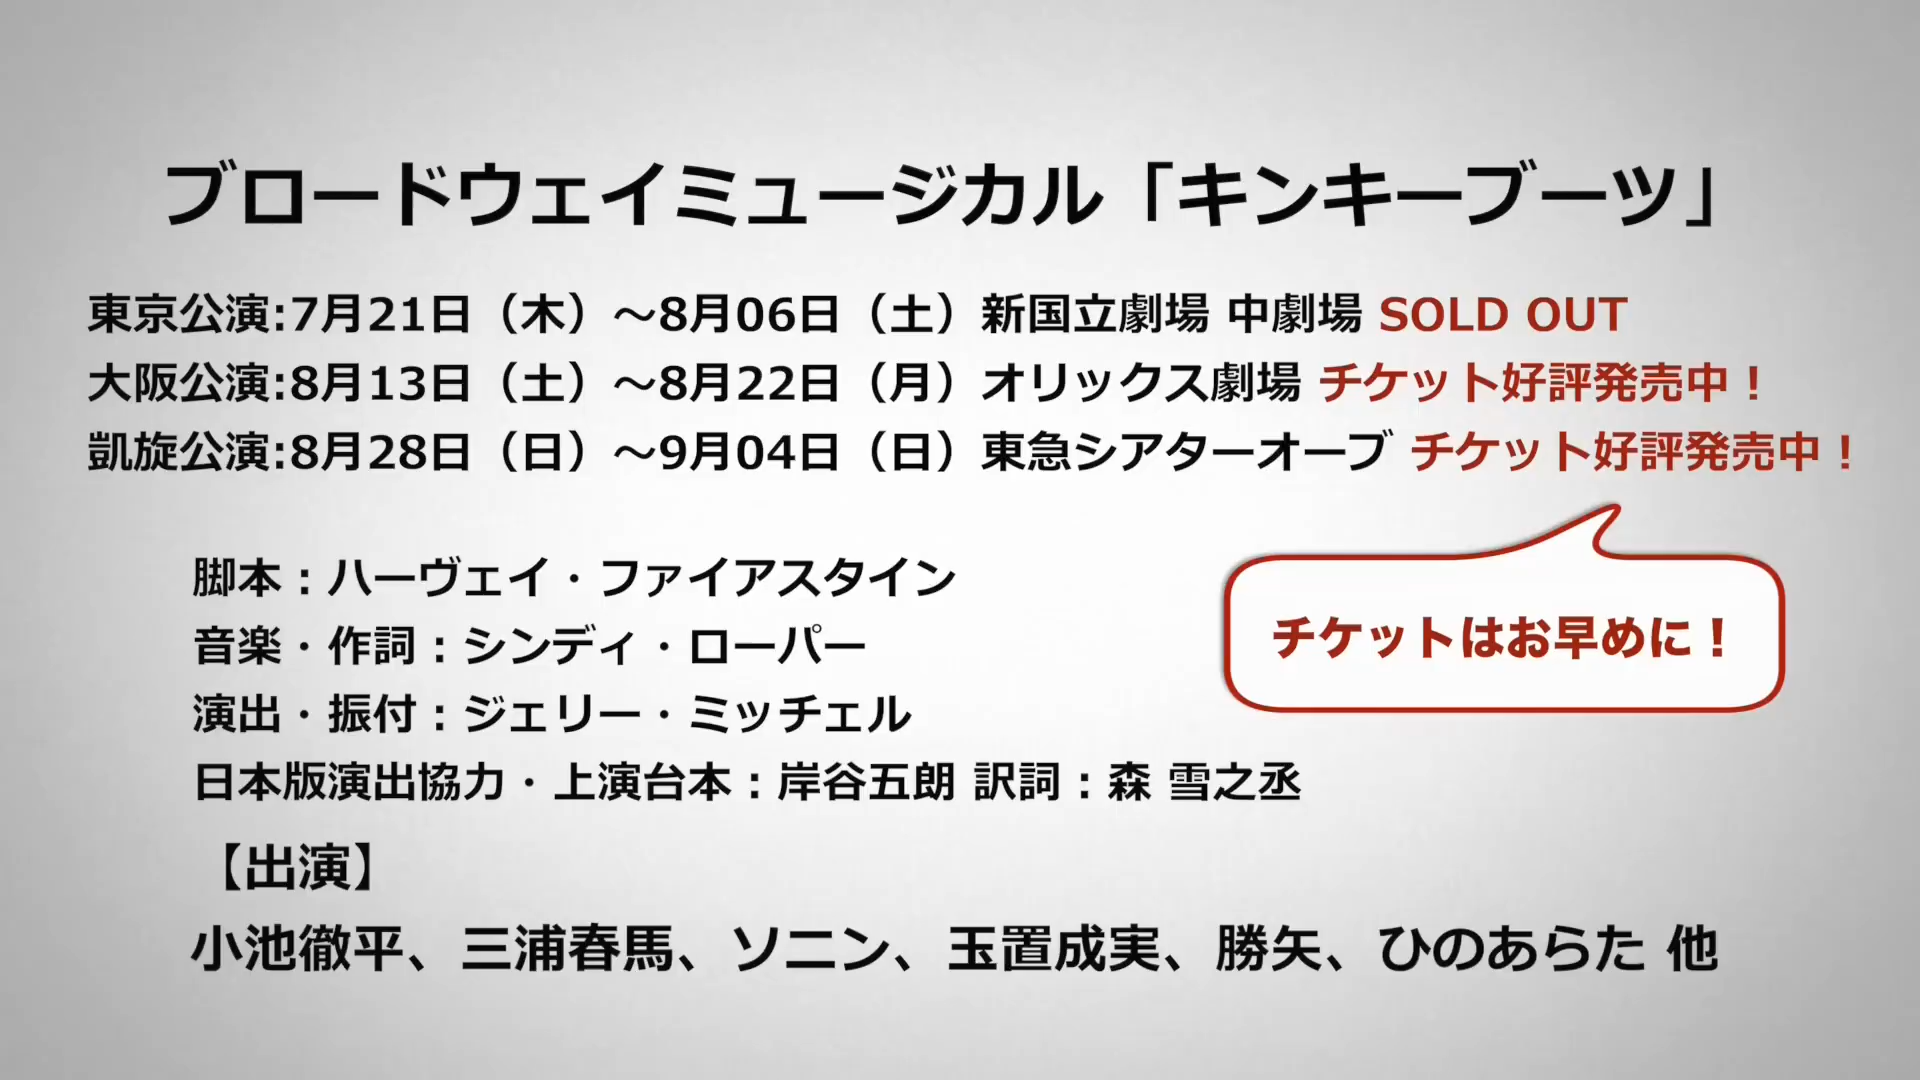 ブロードウェイミュージカル「キンキーブーツ」
東京公演:7月21日（木）〜8月06日（土）新国立劇場 中劇場 SOLD OUT
大阪公演:8月13日（土）〜8月22日（月）オリックス劇場 チケット好評発売中！
凱旋公演:8月28日（日）〜9月04日（日）東急シアターオーブ チケット好評発売中！
チケットはお早めに！
脚本：ハーヴェイ・ファイアスタイン
音楽・作詞：シンディ・ローパー
演出・振付：ジェリー・ミッチェル
日本版演出協力・上演台本：岸谷五朗 訳詞：森 雪之丞
【出演】
小池徹平、三浦春馬、ソニン、玉置成実、勝矢、ひのあらた 他